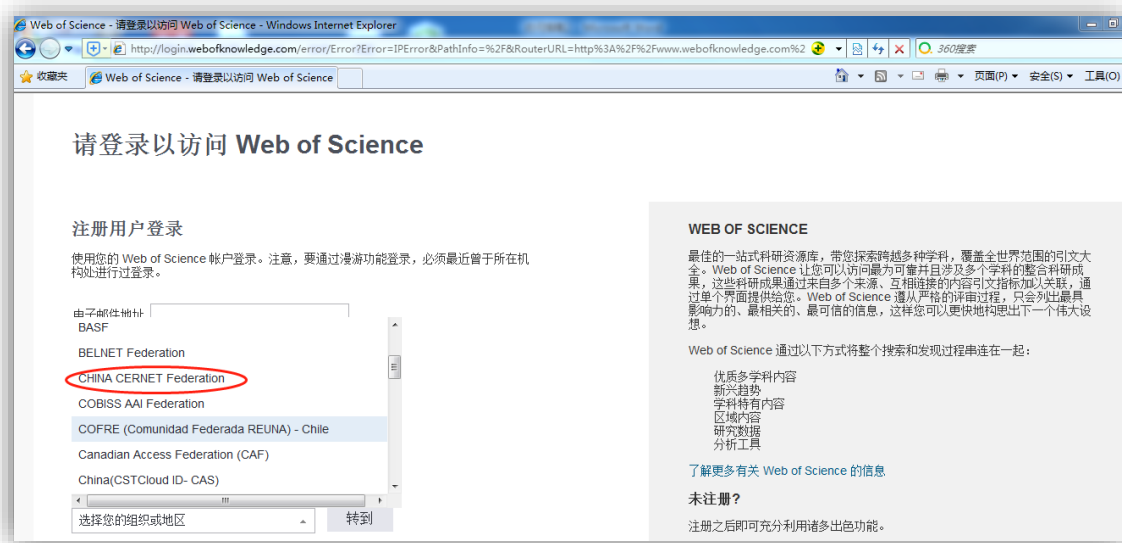 Web of Science - 请登录以访问 Web of Science - Windows Internet Explorer
http://login.webofknowledge.com/error/Error?Error=IPError&PathInfo=%2F&RouterURL=http%3A%2F%2Fwww.webofknowledge.com%2
360搜索
收藏夹
Web of Science - 请登录以访问 Web of Science
页面(P)
安全(S)
工具(O)
请登录以访问 Web of Science
注册用户登录
使用您的 Web of Science 帐户登录。注意，要通过漫游功能登录，必须最近曾于所在机
构处进行过登录。
电子邮件地址
BASF
BELNET Federation
CHINA CERNET Federation
COBISS AAI Federation
COFRE (Comunidad Federada REUNA) - Chile
Canadian Access Federation (CAF)
China(CSTCloud ID- CAS)
选择您的组织或地区
转到
WEB OF SCIENCE
最佳的一站式科研资源库，带您探索跨越多种学科，覆盖全世界范围的引文大
全。Web of Science 让您可以访问最为可靠并且涉及多个学科的整合科研成
果，这些科研成果通过来自多个来源、互相连接的内容引文指标加以关联，通
过单个界面提供给您。Web of Science 遵从严格的评审过程，只会列出最具
影响力的、最相关的、最可信的信息，这样您可以更快地构思出下一个伟大设
想。
Web of Science 通过以下方式将整个搜索和发现过程串连在一起：
优质多学科内容
新兴趋势
学科特有内容
区域内容
研究数据
分析工具
了解更多有关 Web of Science 的信息
未注册?
注册之后即可充分利用诸多出色功能。